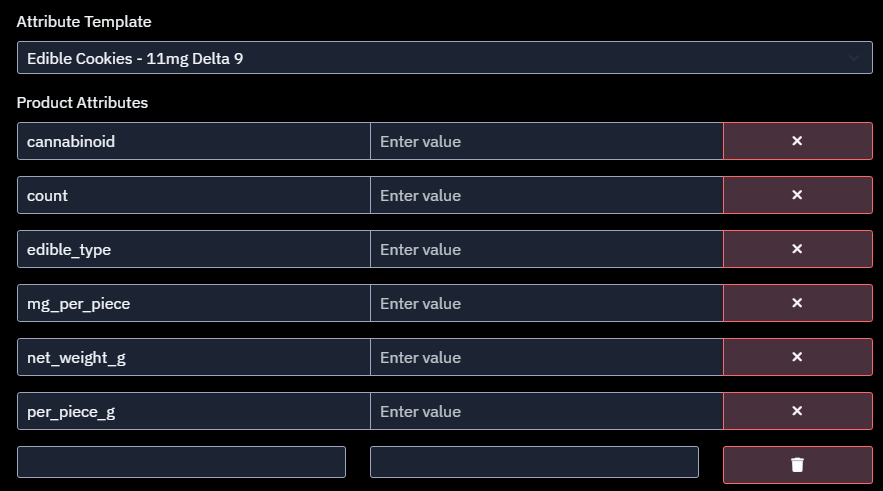 Attribute Template
Edible Cookies - 11mg Delta 9
Product Attributes
cannabinoid Enter value
count Enter value
edible_type Enter value
mg_per_piece Enter value
net_weight_g Enter value
per_piece_g Enter value